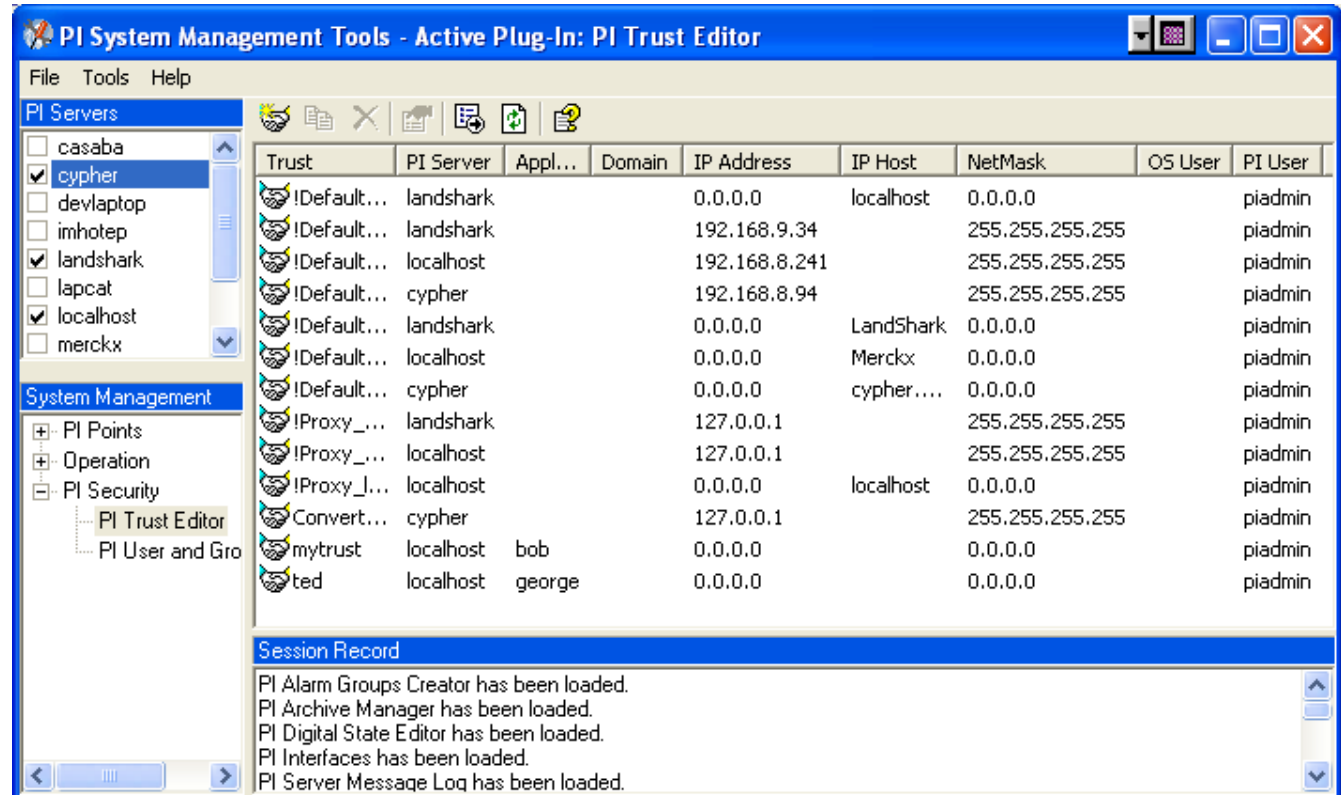 PI System Management Tools - Active Plug-In: PI Trust Editor
File Tools Help
PI Servers
casaba
cypher
devlaptop
imhotep
landshark
lapcat
localhost
merckx
System Management
PI Points
Operation
PI Security
PI Trust Editor
PI User and Gro
Trust PI Server Appl... Domain IP Address IP Host NetMask OS User PI User
!Default... landshark 0.0.0.0 localhost 0.0.0.0 piadmin
!Default... landshark 192.168.9.34 255.255.255.255 piadmin
!Default... localhost 192.168.8.241 255.255.255.255 piadmin
!Default... cypher 192.168.8.94 255.255.255.255 piadmin
!Default... landshark 0.0.0.0 LandShark 0.0.0.0 piadmin
!Default... localhost 0.0.0.0 Merckx 0.0.0.0 piadmin
!Default... cypher 0.0.0.0 cypher.... 0.0.0.0 piadmin
!Proxy_... landshark 127.0.0.1 255.255.255.255 piadmin
!Proxy_... localhost 127.0.0.1 255.255.255.255 piadmin
!Proxy_l... localhost 0.0.0.0 localhost 0.0.0.0 piadmin
Convert... cypher 127.0.0.1 255.255.255.255 piadmin
mytrust localhost bob 0.0.0.0 0.0.0.0 piadmin
ted localhost george 0.0.0.0 0.0.0.0 piadmin
Session Record
PI Alarm Groups Creator has been loaded.
PI Archive Manager has been loaded.
PI Digital State Editor has been loaded.
PI Interfaces has been loaded.
PI Server Message Log has been loaded.